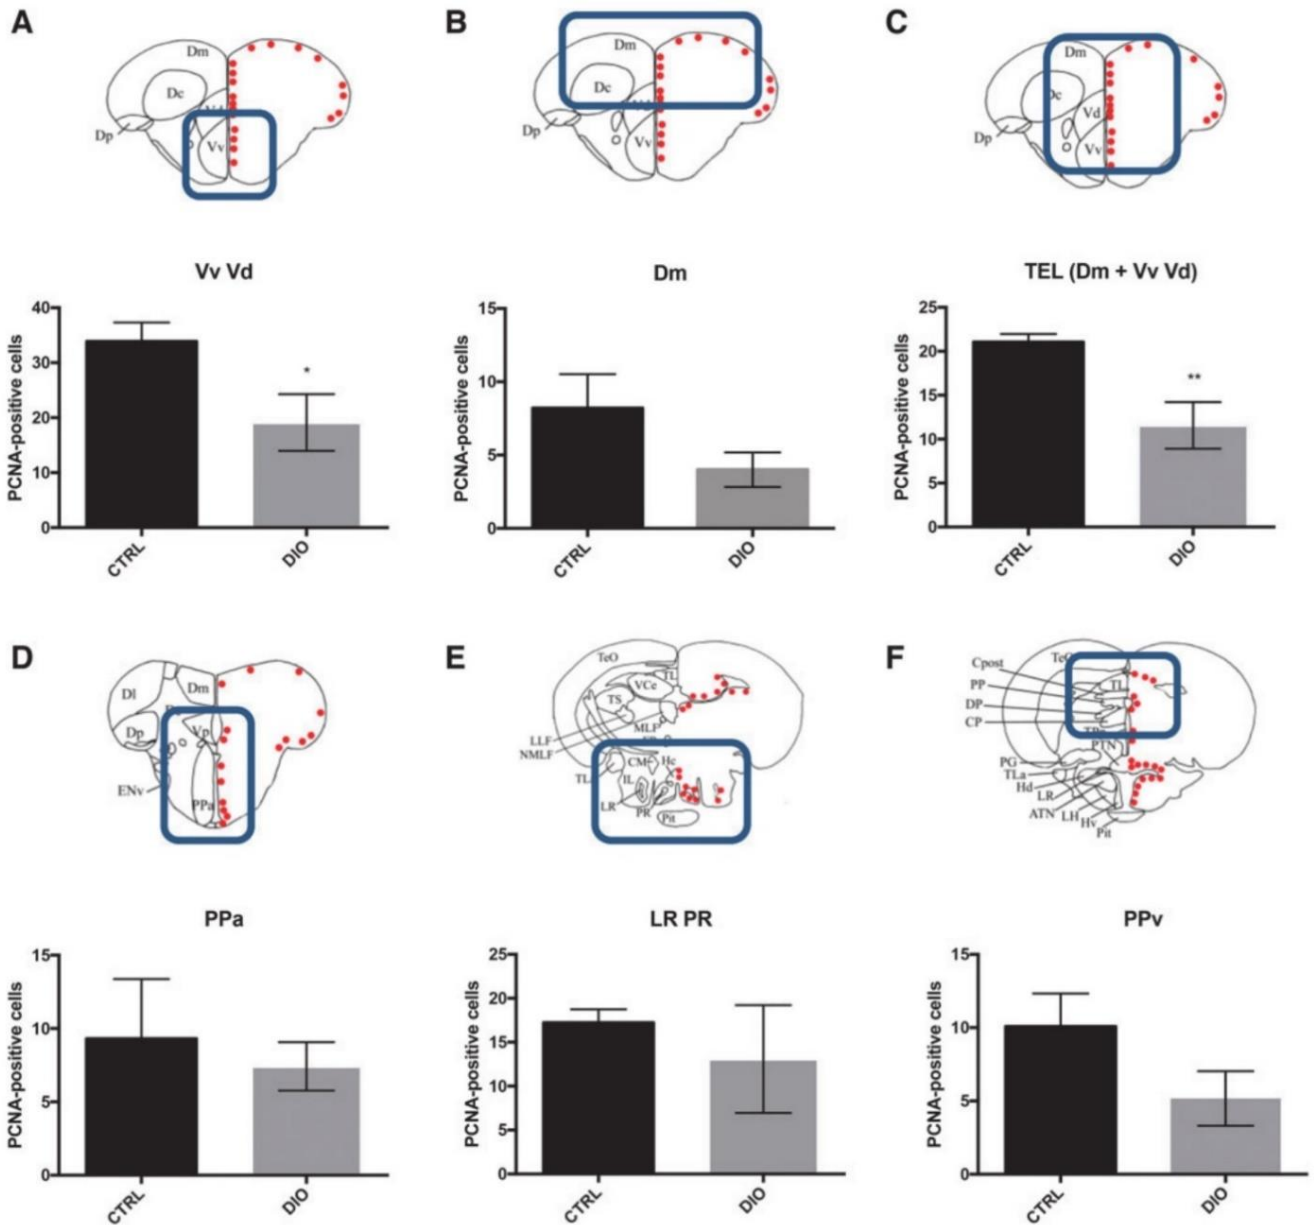 A
B
C
Dm
Dc
Dp
Vv
Dm
Dc
Dp
Vv
Dm
Vd
Dp
Vv
Vv Vd
Dm
TEL (Dm + Vv Vd)
PCNA-positive cells
40
30
20
10
0
*
CTRL
DIO
PCNA-positive cells
15
10
5
0
CTRL
DIO
PCNA-positive cells
25
20
15
10
5
0
**
CTRL
DIO
D
E
F
Dl
Dm
Dp
Vp
ENv
PPa
TeO
TL
VCe
TS
MLF
LLF
NMLF
TL
CM
Hc
IL
LR
PR
Pit
Cpost
PP
TL
DP
CP
PTN
PG
TLa
Hd
LR
ATN
LH
Hv
Pit
PPa
LR PR
PPv
PCNA-positive cells
15
10
5
0
CTRL
DIO
PCNA-positive cells
25
20
15
10
5
0
CTRL
DIO
PCNA-positive cells
15
10
5
0
CTRL
DIO